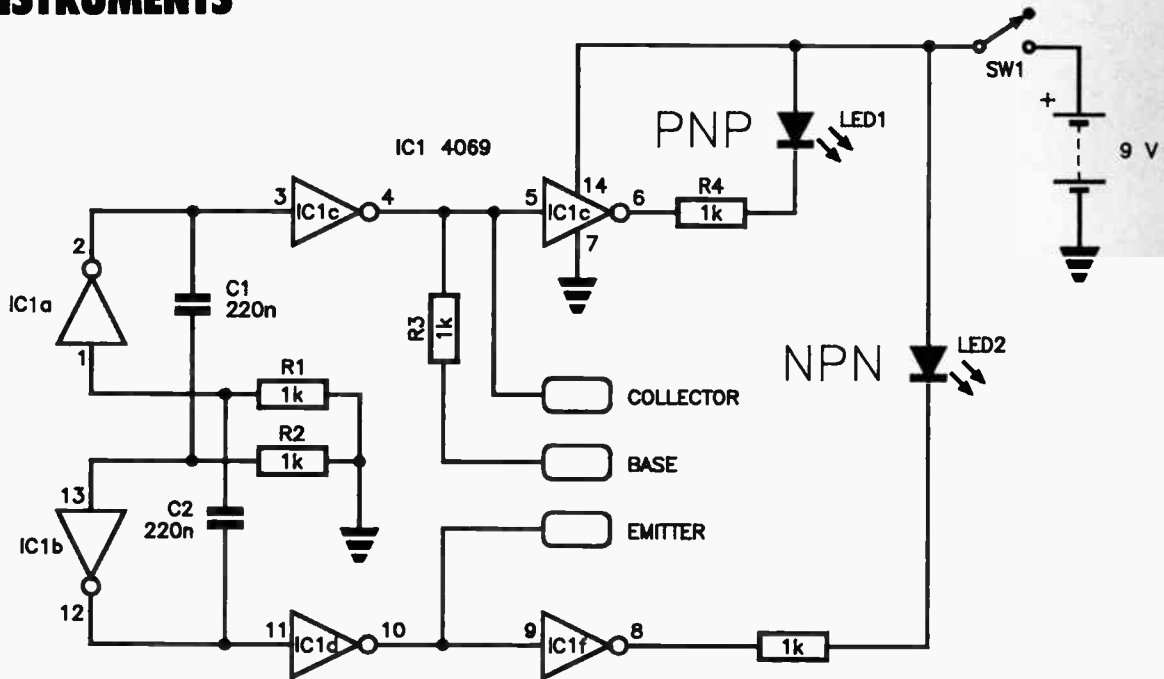 INSTRUMENTS
SW1
+
9 V
PNP
LED1
IC1 4069
3
IC1c
4
5
IC1c
14
6
7
R4
1k
2
IC1a
1
C1
220n
R3
1k
NPN
LED2
R1
1k
R2
1k
COLLECTOR
BASE
EMITTER
13
IC1b
12
C2
220n
11
IC1d
10
9
IC1f
8
1k